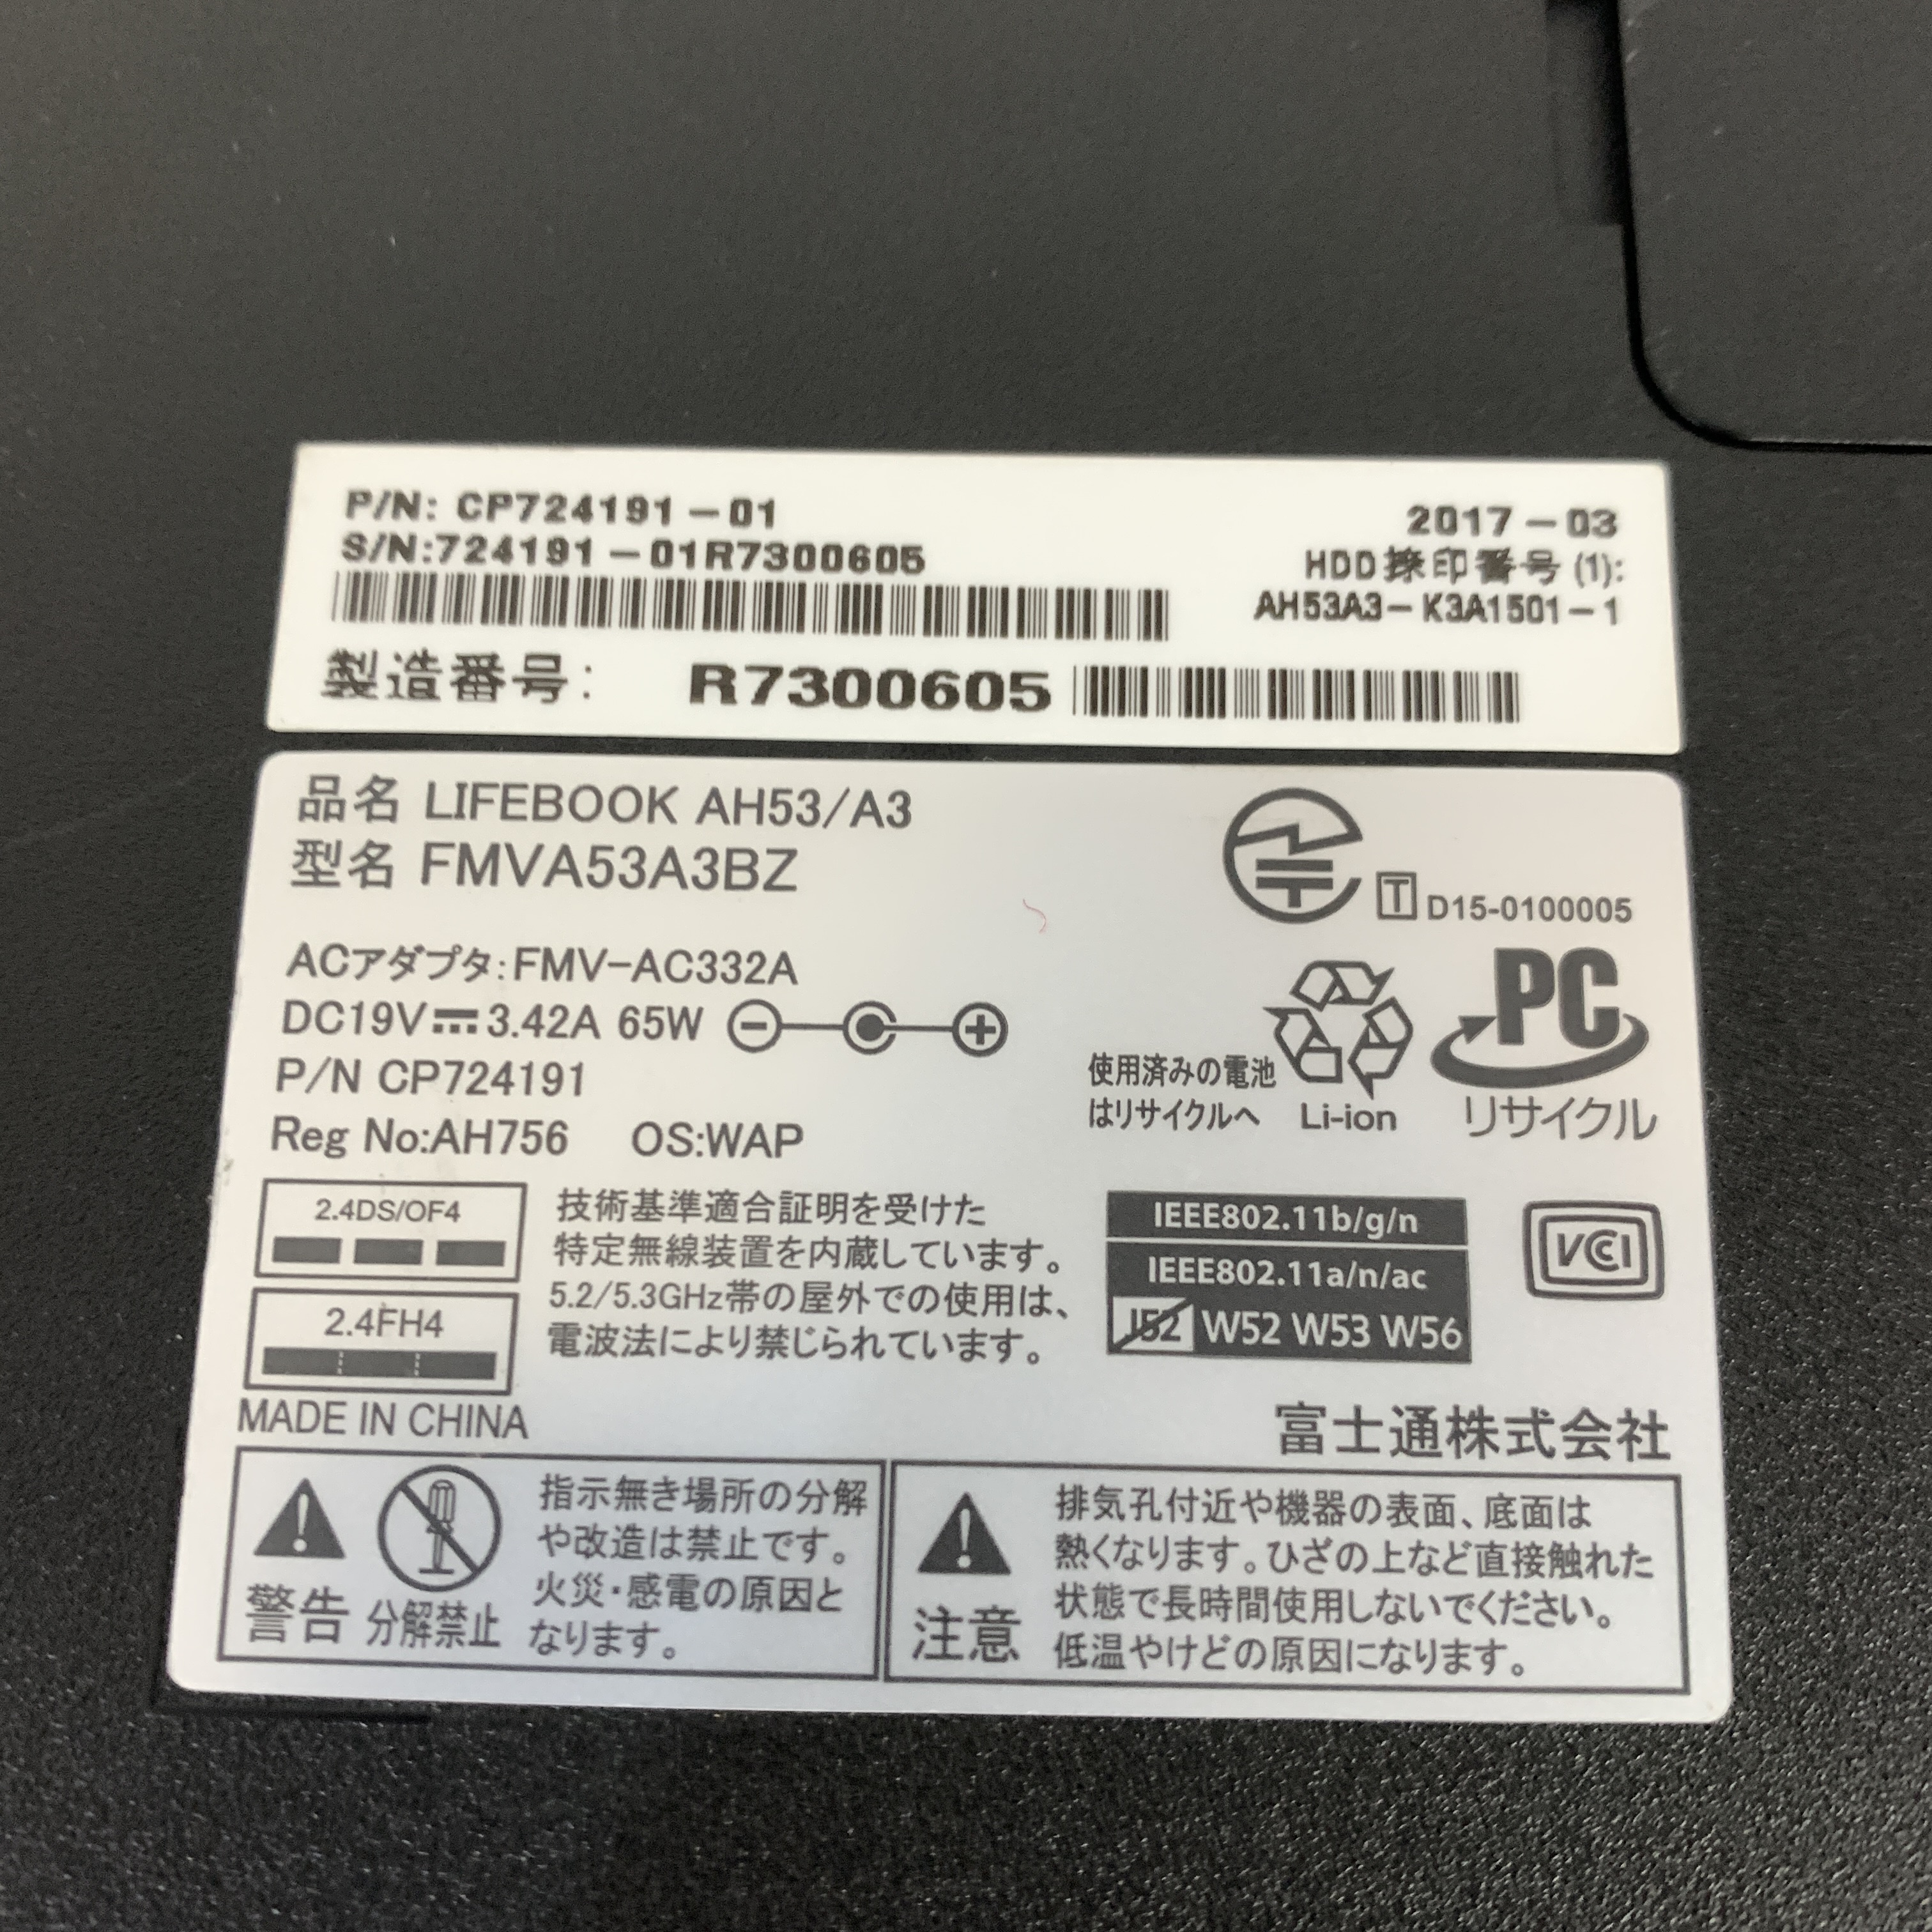 P/N: CP724191-01
S/N:724191-01R7300605
2017-03
HDD捺印番号(1):
AH53A3-K3A1501-1
製造番号: R7300605
品名 LIFEBOOK AH53/A3
型名 FMVA53A3BZ
T D15-0100005
ACアダプタ:FMV-AC332A
DC19V 3.42A 65W
P/N CP724191
Reg No:AH756 OS:WAP
使用済みの電池
はリサイクルへ
Li-ion
PC
リサイクル
2.4DS/OF4
2.4FH4
技術基準適合証明を受けた
特定無線装置を内蔵しています。
5.2/5.3GHz帯の屋外での使用は、
電波法により禁じられています。
IEEE802.11b/g/n
IEEE802.11a/n/ac
J52 W52 W53 W56
VCCI
MADE IN CHINA
富士通株式会社
警告
分解禁止
指示無き場所の分解
や改造は禁止です。
火災・感電の原因と
なります。
注意
排気孔付近や機器の表面、底面は
熱くなります。ひざの上など直接触れた
状態で長時間使用しないでください。
低温やけどの原因になります。